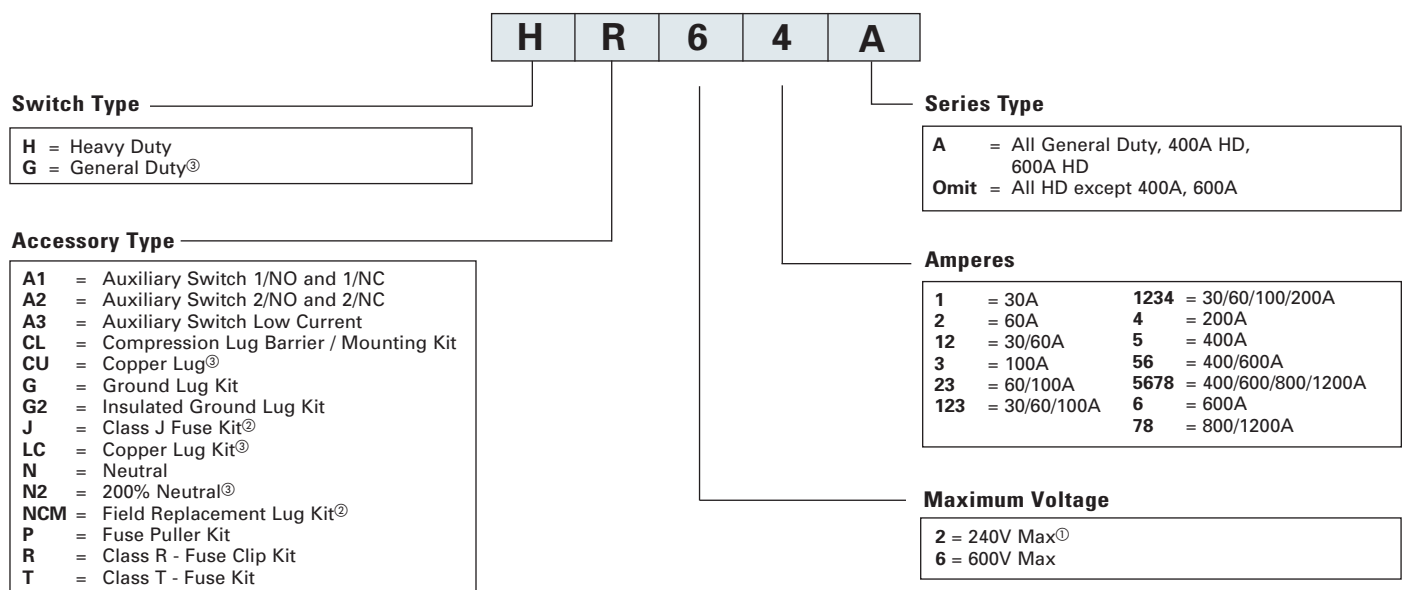 H R 6 4 A
Switch Type
H = Heavy Duty
G = General Duty③
Accessory Type
A1 = Auxiliary Switch 1/NO and 1/NC
A2 = Auxiliary Switch 2/NO and 2/NC
A3 = Auxiliary Switch Low Current
CL = Compression Lug Barrier / Mounting Kit
CU = Copper Lug③
G = Ground Lug Kit
G2 = Insulated Ground Lug Kit
J = Class J Fuse Kit②
LC = Copper Lug Kit③
N = Neutral
N2 = 200% Neutral③
NCM = Field Replacement Lug Kit②
P = Fuse Puller Kit
R = Class R - Fuse Clip Kit
T = Class T - Fuse Kit
Series Type
A = All General Duty, 400A HD,
600A HD
Omit = All HD except 400A, 600A
Amperes
1 = 30A
2 = 60A
12 = 30/60A
3 = 100A
23 = 60/100A
123 = 30/60/100A
1234 = 30/60/100/200A
4 = 200A
5 = 400A
56 = 400/600A
5678 = 400/600/800/1200A
6 = 600A
78 = 800/1200A
Maximum Voltage
2 = 240V Max①
6 = 600V Max